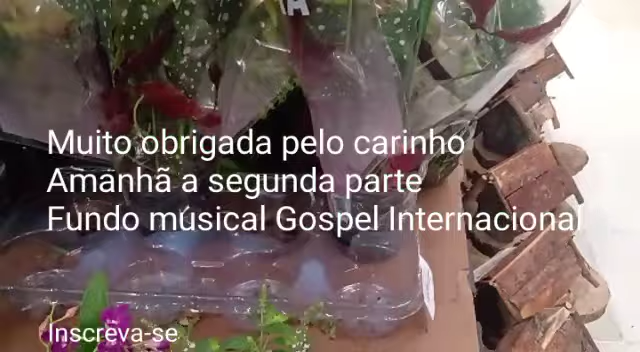 Muito obrigada pelo carinho
Amanhã a segunda parte
Fundo músical Gospel Internacional
Inscreva-se